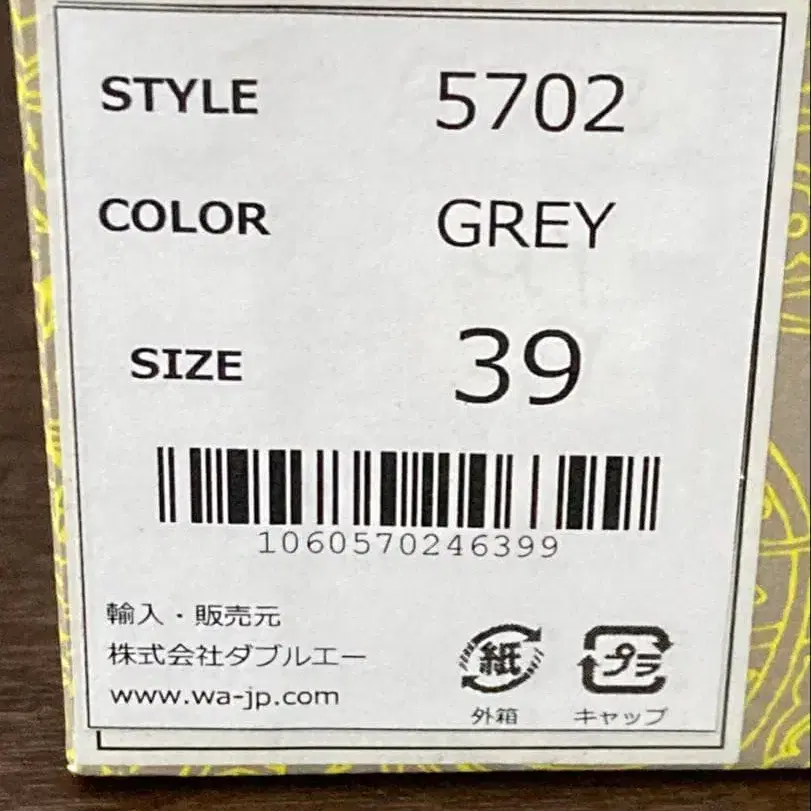 STYLE 5702
COLOR GREY
SIZE 39
1060570246399
輸入・販売元
株式会社ダブルエー
www.wa-jp.com
紙 プラ
外箱 キャップ